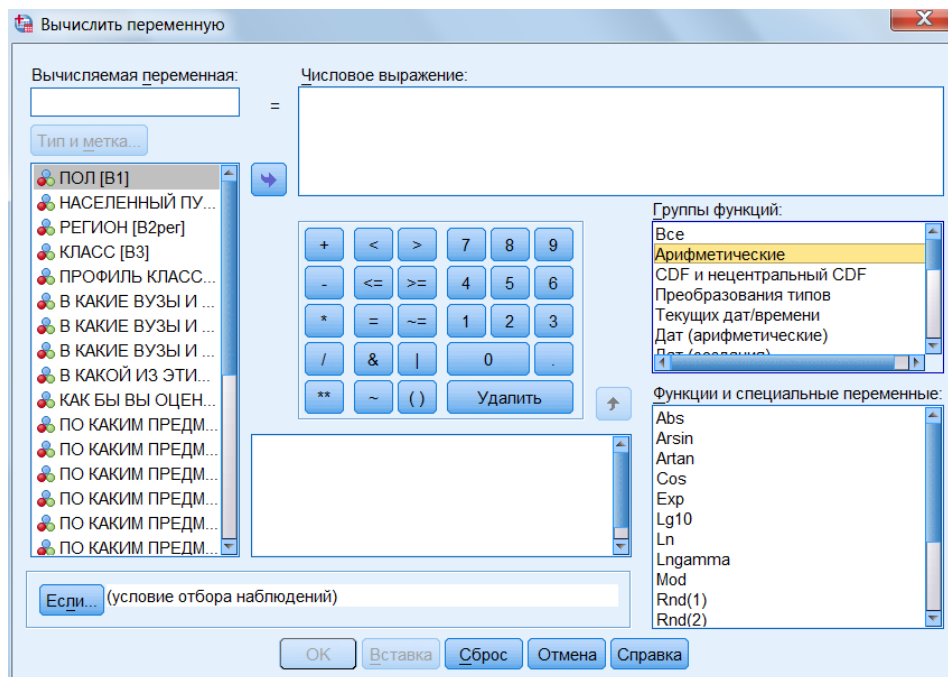 Вычислить переменную
Вычисляемая переменная:
=
Числовое выражение:
Тип и метка...
ПОЛ [B1]
НАСЕЛЕННЫЙ ПУ...
РЕГИОН [B2рег]
КЛАСС [B3]
ПРОФИЛЬ КЛАСС...
В КАКИЕ ВУЗЫ И ...
В КАКИЕ ВУЗЫ И ...
В КАКИЕ ВУЗЫ И ...
В КАКОЙ ИЗ ЭТИ...
КАК БЫ ВЫ ОЦЕН...
ПО КАКИМ ПРЕДМ...
ПО КАКИМ ПРЕДМ...
ПО КАКИМ ПРЕДМ...
ПО КАКИМ ПРЕДМ...
ПО КАКИМ ПРЕДМ...
ПО КАКИМ ПРЕДМ...
+ < > 7 8 9
- <= >= 4 5 6
* = ~= 1 2 3
/ & | 0 .
** ~ ( ) Удалить
Группы функций:
Все
Арифметические
CDF и нецентральный CDF
Преобразования типов
Текущих дат/времени
Дат (арифметические)
Дат (создания)
Функции и специальные переменные:
Abs
Arsin
Artan
Cos
Exp
Lg10
Ln
Lngamma
Mod
Rnd(1)
Rnd(2)
Если... (условие отбора наблюдений)
OK Вставка Сброс Отмена Справка